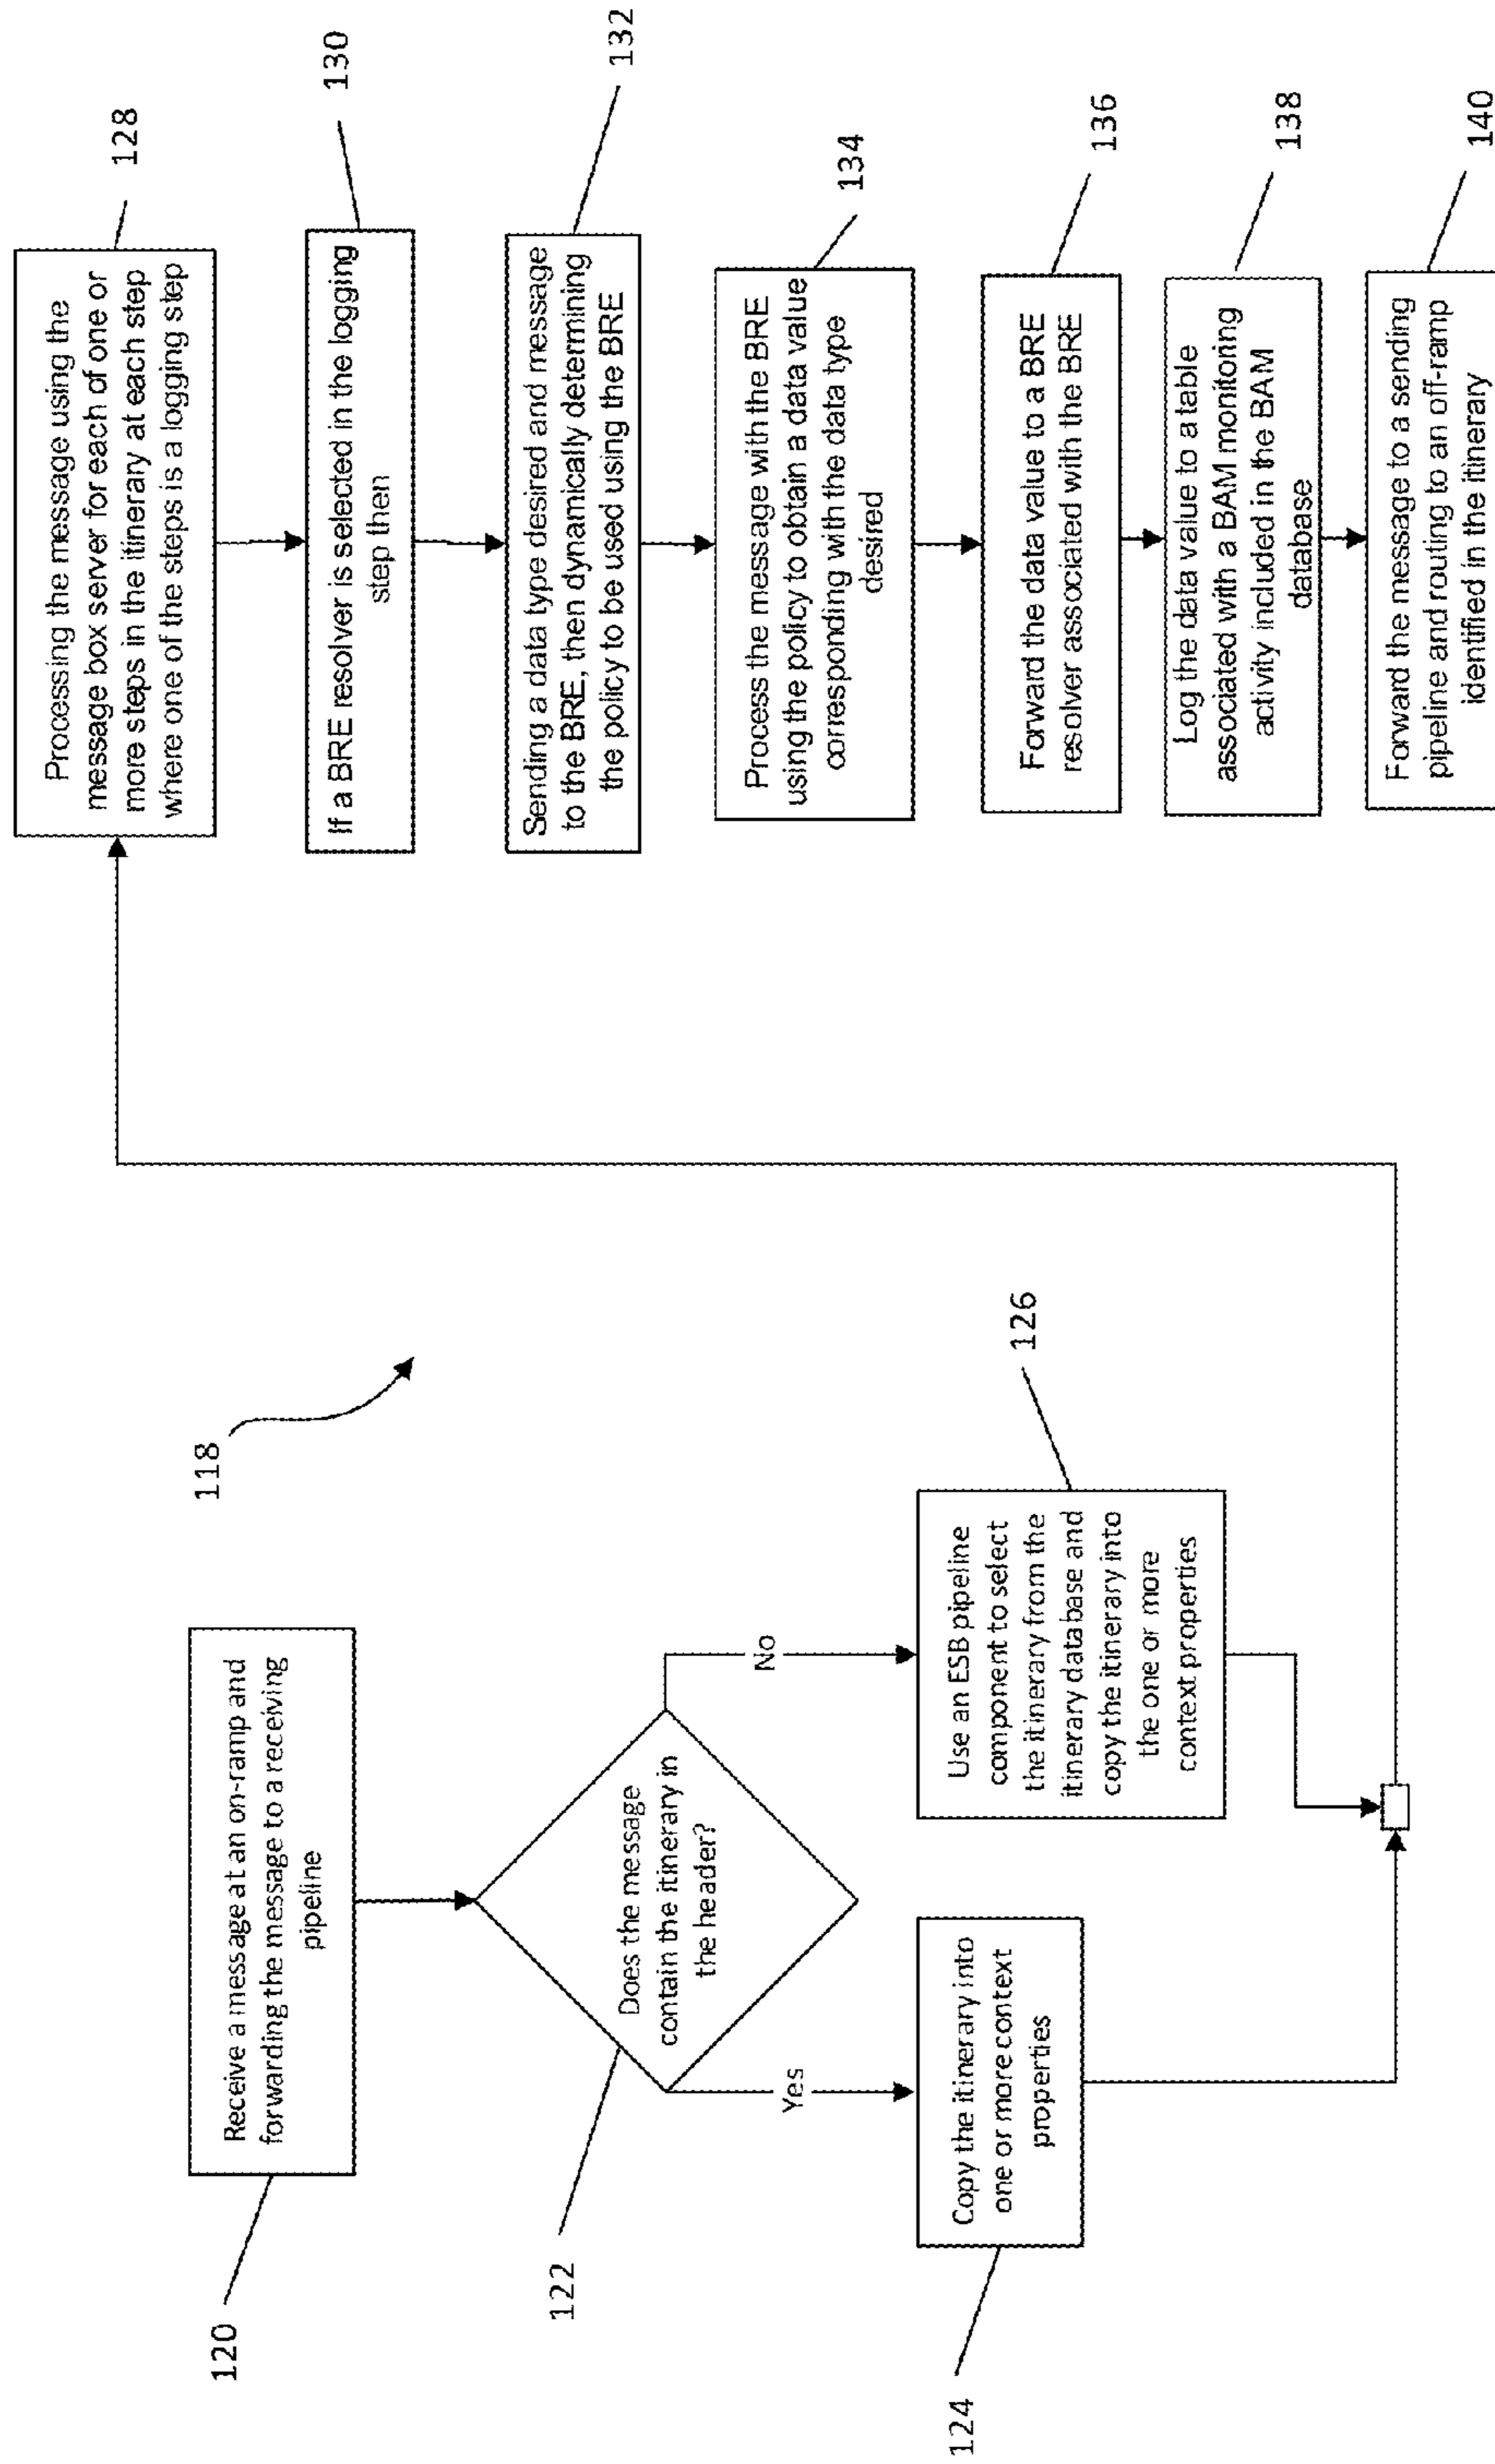 118
120
Receive a message at an on-ramp and
forwarding the message to a receiving
pipeline
122
Does the message
contain the itinerary in
the header?
Yes
No
124
Copy the itinerary into
one or more context
properties
126
Use an ESB pipeline
component to select
the itinerary from the
itinerary database and
copy the itinerary into
the one or more
context properties
128
Processing the message using the
message box server for each of one or
more steps in the itinerary at each step
where one of the steps is a logging step
130
If a BRE resolver is selected in the logging
step then
132
Sending a data type desired and message
to the BRE, then dynamically determining
the policy to be used using the BRE
134
Process the message with the BRE
using the policy to obtain a data value
corresponding with the data type
desired
136
Forward the data value to a BRE
resolver associated with the BRE
138
Log the data value to a table
associated with a BAM monitoring
activity included in the BAM
database
140
Forward the message to a sending
pipeline and routing to an off-ramp
identified in the itinerary